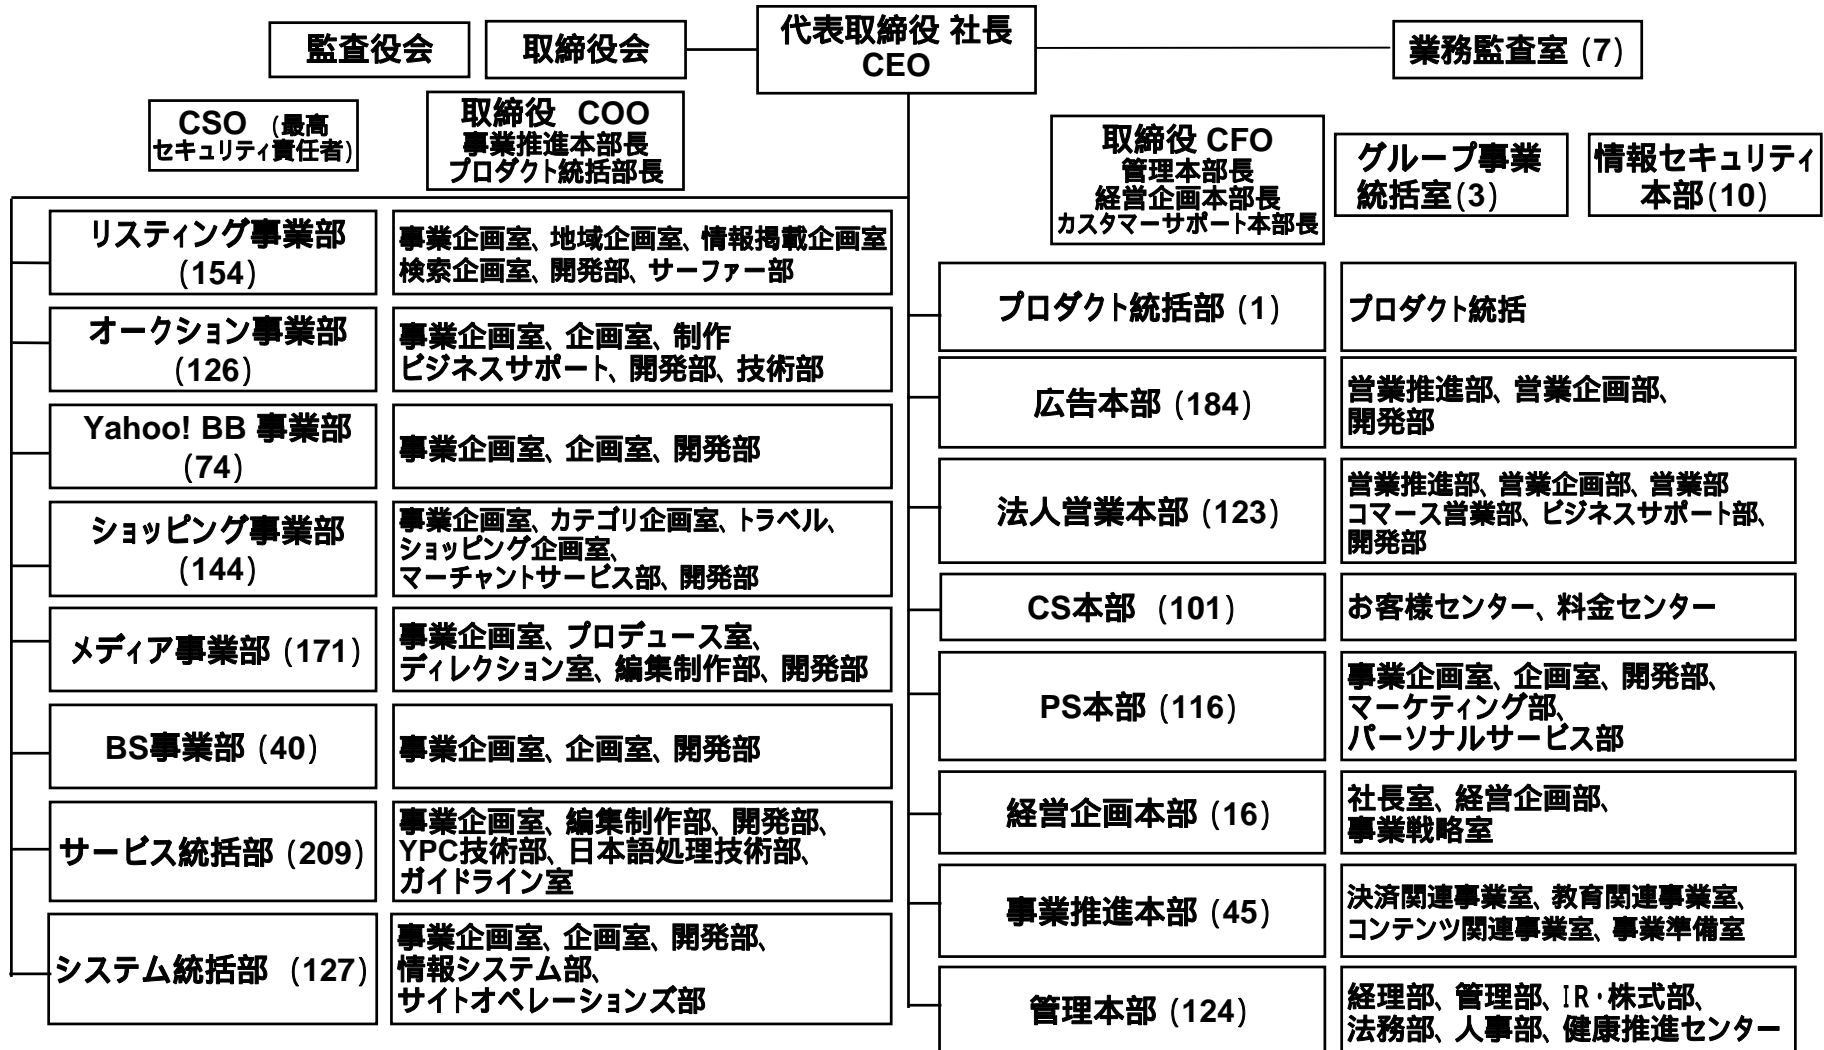 監査役会
取締役会
代表取締役 社長
CEO
業務監査室 (7)
CSO (最高
セキュリティ責任者)
取締役 COO
事業推進本部長
プロダクト統括部長
取締役 CFO
管理本部長
経営企画本部長
カスタマーサポート本部長
グループ事業
統括室(3)
情報セキュリティ
本部(10)
リスティング事業部
(154)
事業企画室、地域企画室、情報掲載企画室
検索企画室、開発部、サーファー部
オークション事業部
(126)
事業企画室、企画室、制作
ビジネスサポート、開発部、技術部
Yahoo! BB 事業部
(74)
事業企画室、企画室、開発部
ショッピング事業部
(144)
事業企画室、カテゴリ企画室、トラベル、
ショッピング企画室、
マーチャントサービス部、開発部
メディア事業部 (171)
事業企画室、プロデュース室、
ディレクション室、編集制作部、開発部
BS事業部 (40)
事業企画室、企画室、開発部
サービス統括部 (209)
事業企画室、編集制作部、開発部、
YPC技術部、日本語処理技術部、
ガイドライン室
システム統括部 (127)
事業企画室、企画室、開発部、
情報システム部、
サイトオペレーションズ部
プロダクト統括部 (1)
プロダクト統括
広告本部 (184)
営業推進部、営業企画部、
開発部
法人営業本部 (123)
営業推進部、営業企画部、営業部
コマース営業部、ビジネスサポート部、
開発部
CS本部 (101)
お客様センター、料金センター
PS本部 (116)
事業企画室、企画室、開発部、
マーケティング部、
パーソナルサービス部
経営企画本部 (16)
社長室、経営企画部、
事業戦略室
事業推進本部 (45)
決済関連事業室、教育関連事業室、
コンテンツ関連事業室、事業準備室
管理本部 (124)
経理部、管理部、IR・株式部、
法務部、人事部、健康推進センター